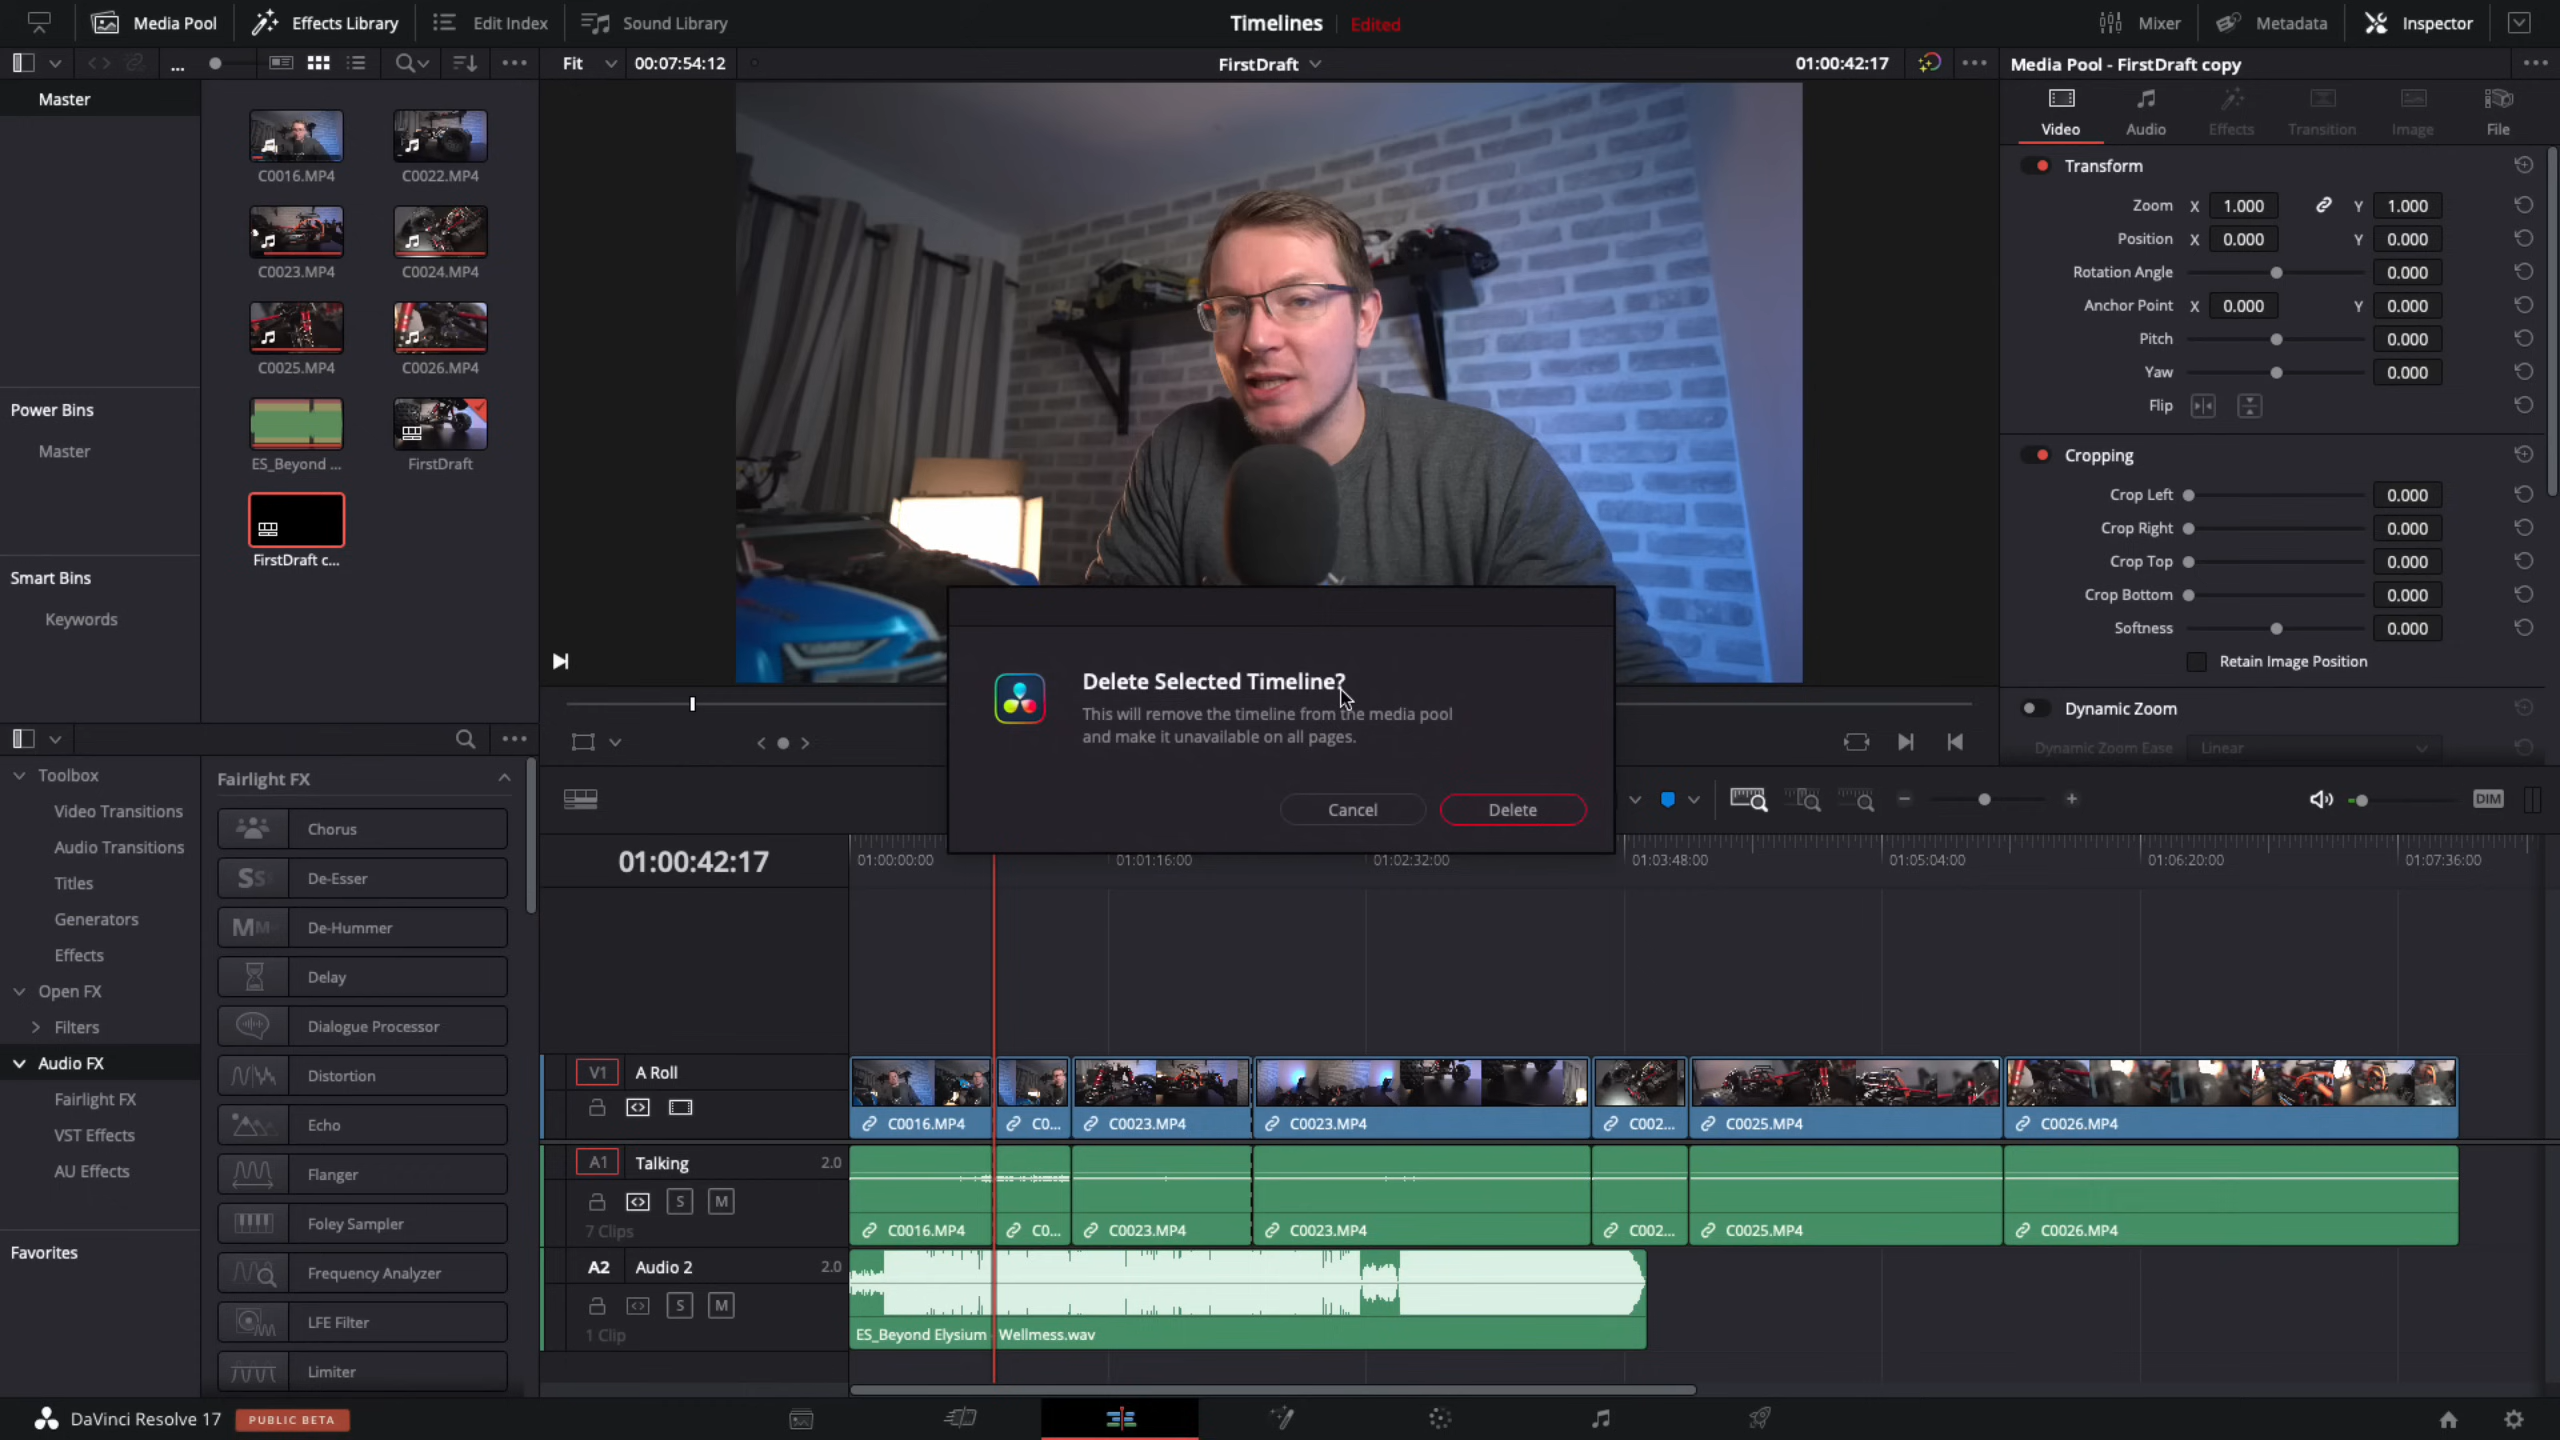 Media Pool
Effects Library
Edit Index
Sound Library
Timelines
Edited
Mixer
Metadata
Inspector
...
Fit
00:07:54:12
FirstDraft
01:00:42:17
Media Pool - FirstDraft copy
Master
Power Bins
Master
Smart Bins
Keywords
C0016.MP4
C0022.MP4
C0023.MP4
C0024.MP4
C0025.MP4
C0026.MP4
ES_Beyond ...
FirstDraft
FirstDraft c...
Video
Audio
Effects
Transition
Image
File
Transform
Zoom X 1.000 Y 1.000
Position X 0.000 Y 0.000
Rotation Angle 0.000
Anchor Point X 0.000 Y 0.000
Pitch 0.000
Yaw 0.000
Flip
Cropping
Crop Left 0.000
Crop Right 0.000
Crop Top 0.000
Crop Bottom 0.000
Softness 0.000
Retain Image Position
Dynamic Zoom
Dynamic Zoom Ease Linear
Delete Selected Timeline?
This will remove the timeline from the media pool
and make it unavailable on all pages.
Cancel
Delete
Toolbox
Video Transitions
Audio Transitions
Titles
Generators
Effects
Open FX
Filters
Audio FX
Fairlight FX
VST Effects
AU Effects
Favorites
Fairlight FX
Chorus
De-Esser
De-Hummer
Delay
Dialogue Processor
Distortion
Echo
Flanger
Foley Sampler
Frequency Analyzer
LFE Filter
Limiter
DIM
01:00:42:17
01:00:00:00
01:01:16:00
01:02:32:00
01:03:48:00
01:05:04:00
01:06:20:00
01:07:36:00
V1 A Roll
C0016.MP4
C0...
C0023.MP4
C0023.MP4
C002...
C0025.MP4
C0026.MP4
A1 Talking 2.0
S M
7 Clips
C0016.MP4
C0...
C0023.MP4
C0023.MP4
C002...
C0025.MP4
C0026.MP4
A2 Audio 2 2.0
S M
1 Clip
ES_Beyond Elysium - Wellmess.wav
DaVinci Resolve 17
PUBLIC BETA